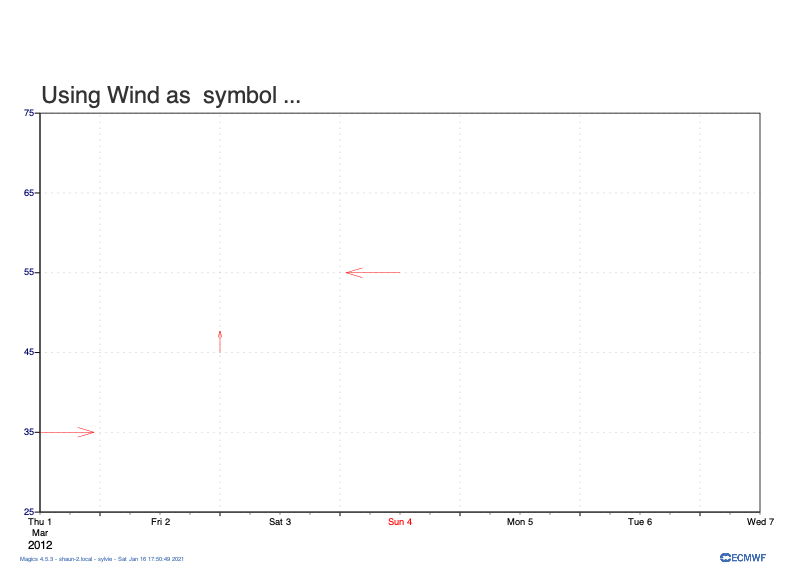 Using Wind as  symbol ...
75
65
55
45
35
25
Thu 1 Fri 2 Sat 3 Sun 4 Mon 5 Tue 6 Wed 7
Mar
2012
Magics 4.5.3 - shaun-2.local - sylvie - Sat Jan 16 17:50:49 2021
ECMWF